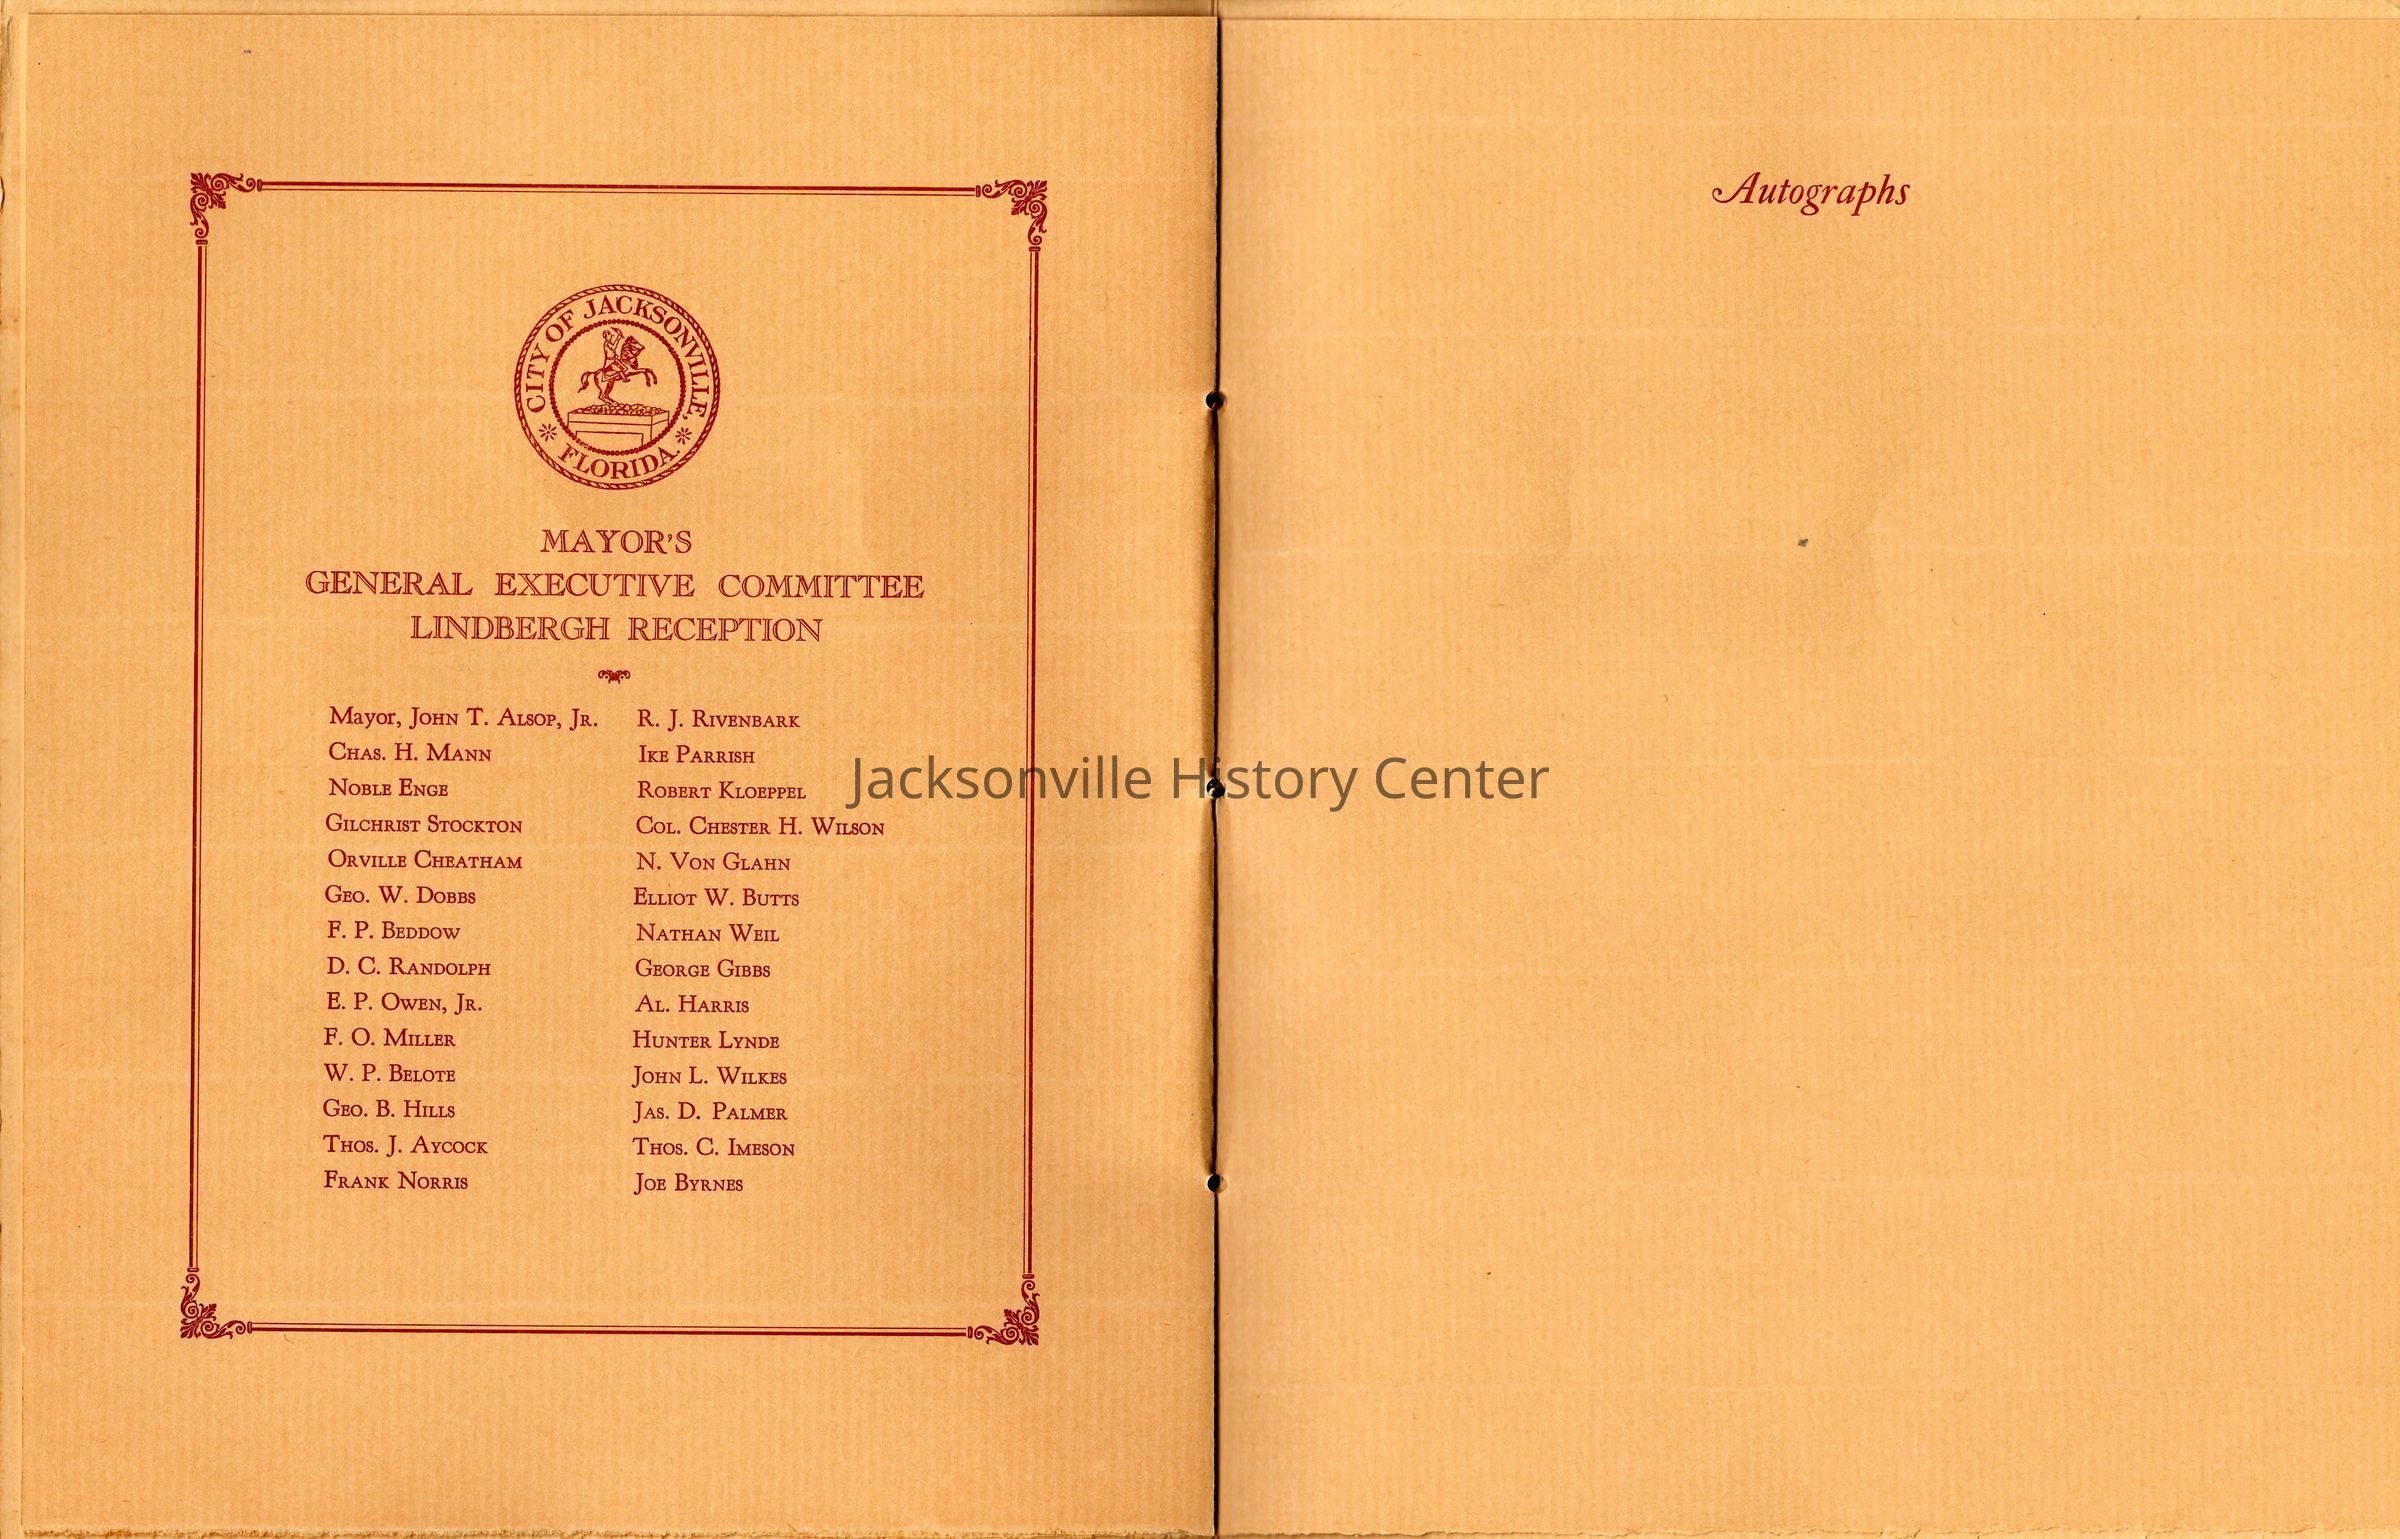 CITY OF JACKSONVILLE,
FLORIDA.
MAYOR'S
GENERAL EXECUTIVE COMMITTEE
LINDBERGH RECEPTION
Mayor, JOHN T. ALSOP, JR.
CHAS. H. MANN
NOBLE ENGE
GILCHRIST STOCKTON
ORVILLE CHEATHAM
GEO. W. DOBBS
F. P. BEDDOW
D. C. RANDOLPH
E. P. OWEN, JR.
F. O. MILLER
W. P. BELOTE
GEO. B. HILLS
THOS. J. AYCOCK
FRANK NORRIS
R. J. RIVENBARK
IKE PARRISH
ROBERT KLOEPPEL
COL. CHESTER H. WILSON
N. VON GLAHN
ELLIOT W. BUTTS
NATHAN WEIL
GEORGE GIBBS
AL. HARRIS
HUNTER LYNDE
JOHN L. WILKES
JAS. D. PALMER
THOS. C. IMESON
JOE BYRNES
Autographs
Jacksonville History Center